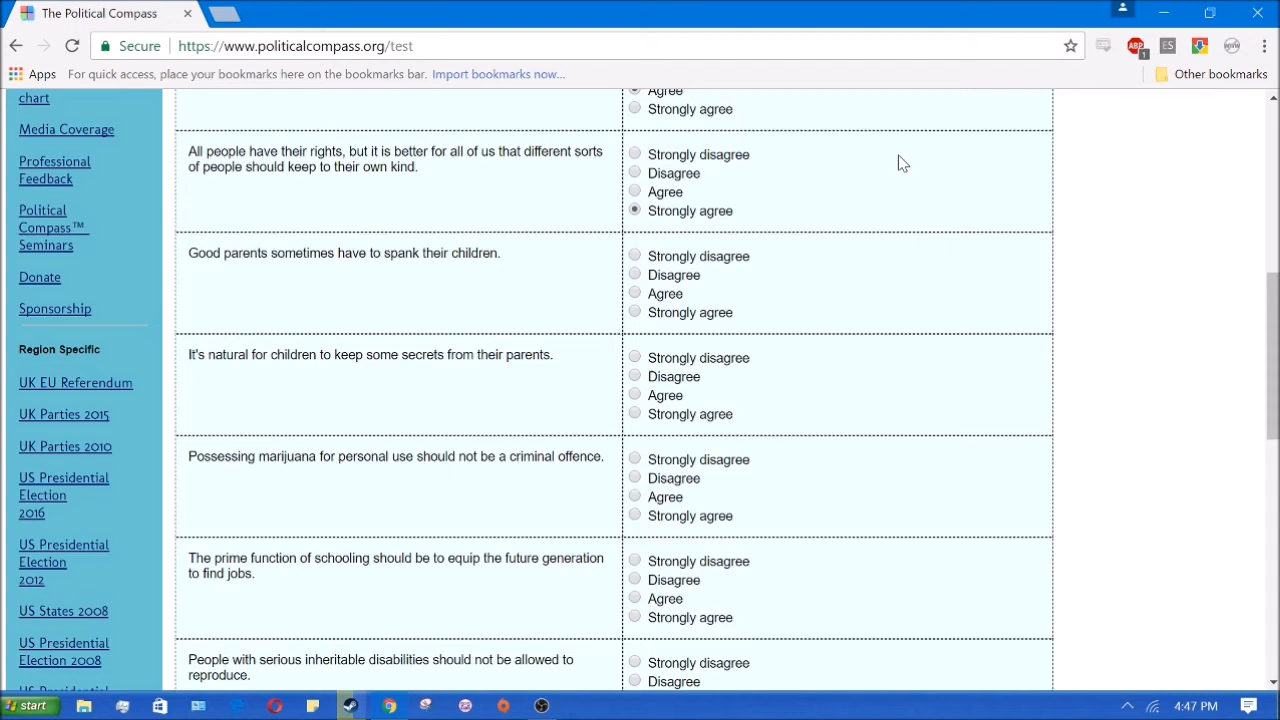 The Political Compass
Secure
https://www.politicalcompass.org/test
ABP
1
ES
Apps
For quick access, place your bookmarks here on the bookmarks bar. Import bookmarks now...
Other bookmarks
chart
Media Coverage
Professional
Feedback
Political
Compass™
Seminars
Donate
Sponsorship
Region Specific
UK EU Referendum
UK Parties 2015
UK Parties 2010
US Presidential
Election
2016
US Presidential
Election
2012
US States 2008
US Presidential
Election 2008
US Presidential
Agree
Strongly agree
All people have their rights, but it is better for all of us that different sorts
of people should keep to their own kind.
Strongly disagree
Disagree
Agree
Strongly agree
Good parents sometimes have to spank their children.
Strongly disagree
Disagree
Agree
Strongly agree
It's natural for children to keep some secrets from their parents.
Strongly disagree
Disagree
Agree
Strongly agree
Possessing marijuana for personal use should not be a criminal offence.
Strongly disagree
Disagree
Agree
Strongly agree
The prime function of schooling should be to equip the future generation
to find jobs.
Strongly disagree
Disagree
Agree
Strongly agree
People with serious inheritable disabilities should not be allowed to
reproduce.
Strongly disagree
Disagree
start
4:47 PM